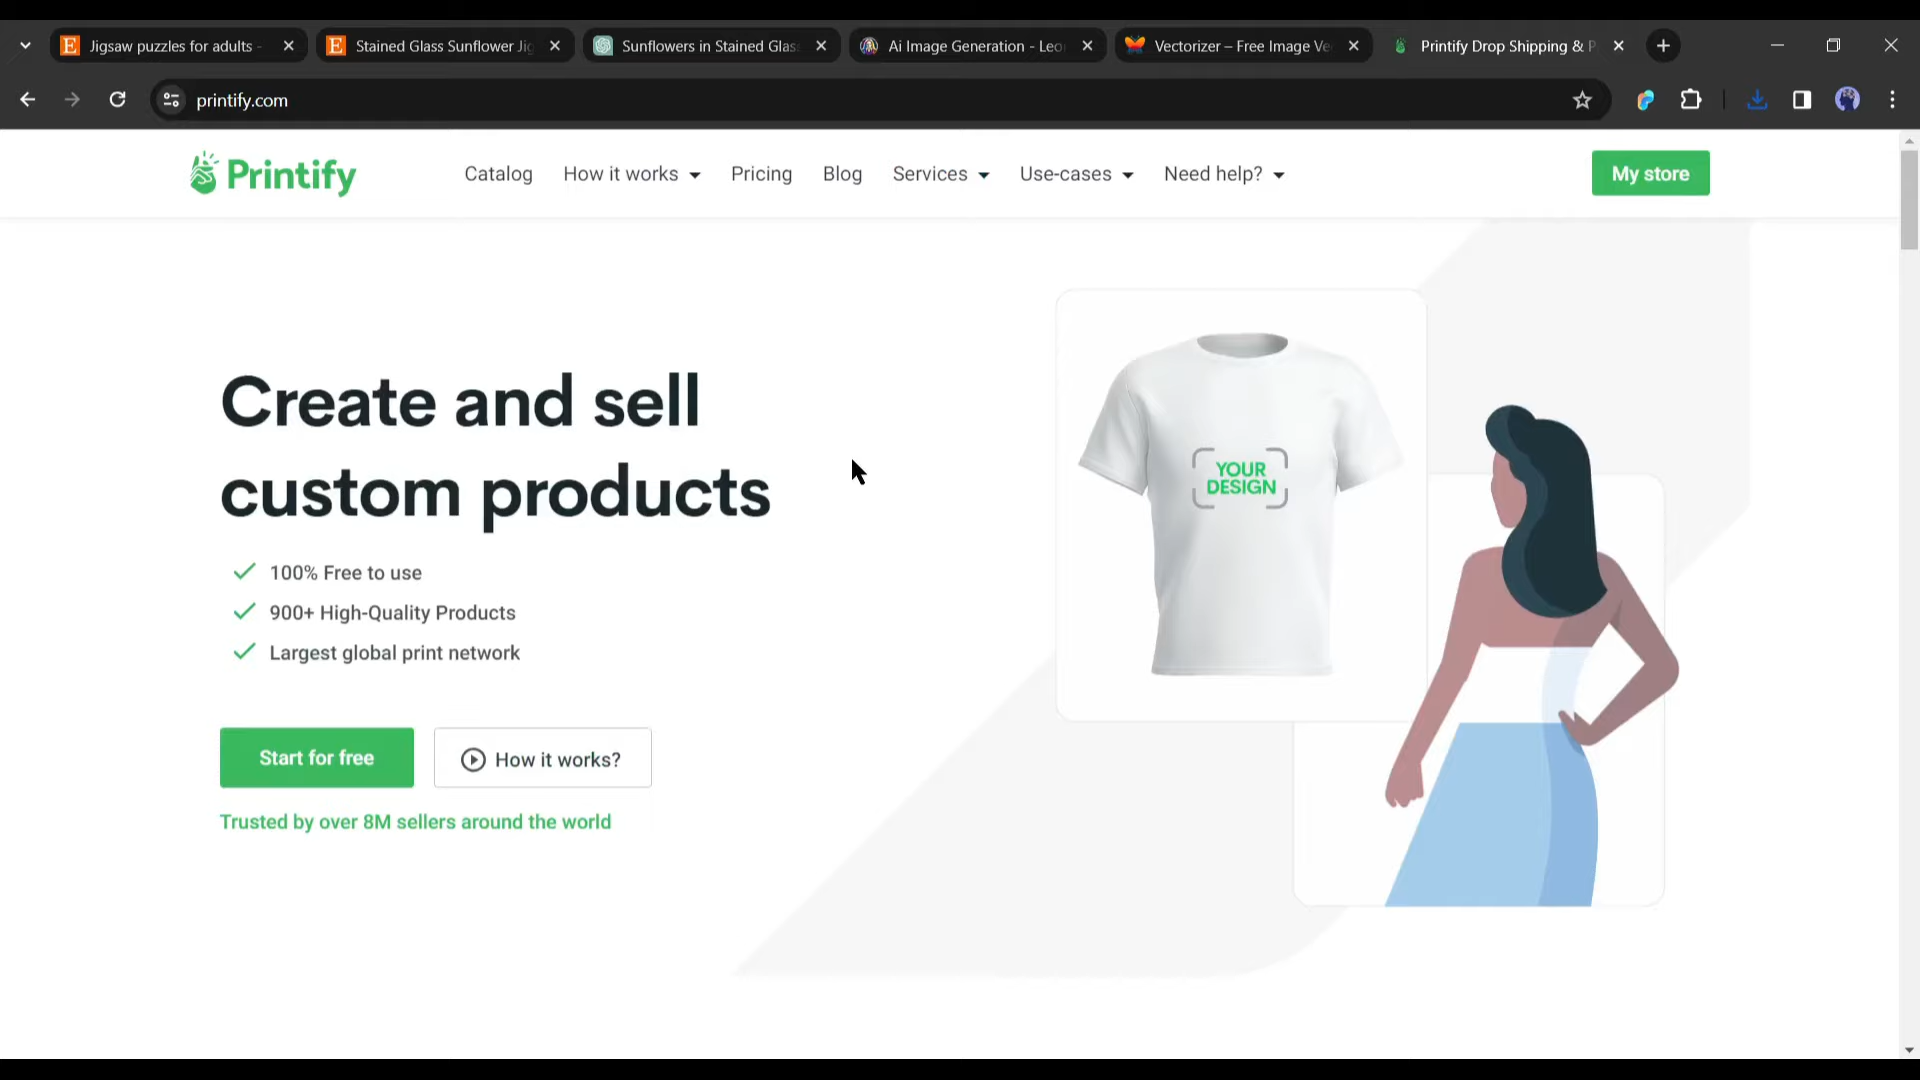 Jigsaw puzzles for adults -
Stained Glass Sunflower Jig
Sunflowers in Stained Glass
Ai Image Generation - Leo
Vectorizer – Free Image Ve
Printify Drop Shipping & P
printify.com
Printify
Catalog
How it works
Pricing
Blog
Services
Use-cases
Need help?
My store
Create and sell
custom products
100% Free to use
900+ High-Quality Products
Largest global print network
Start for free
How it works?
Trusted by over 8M sellers around the world
YOUR
DESIGN